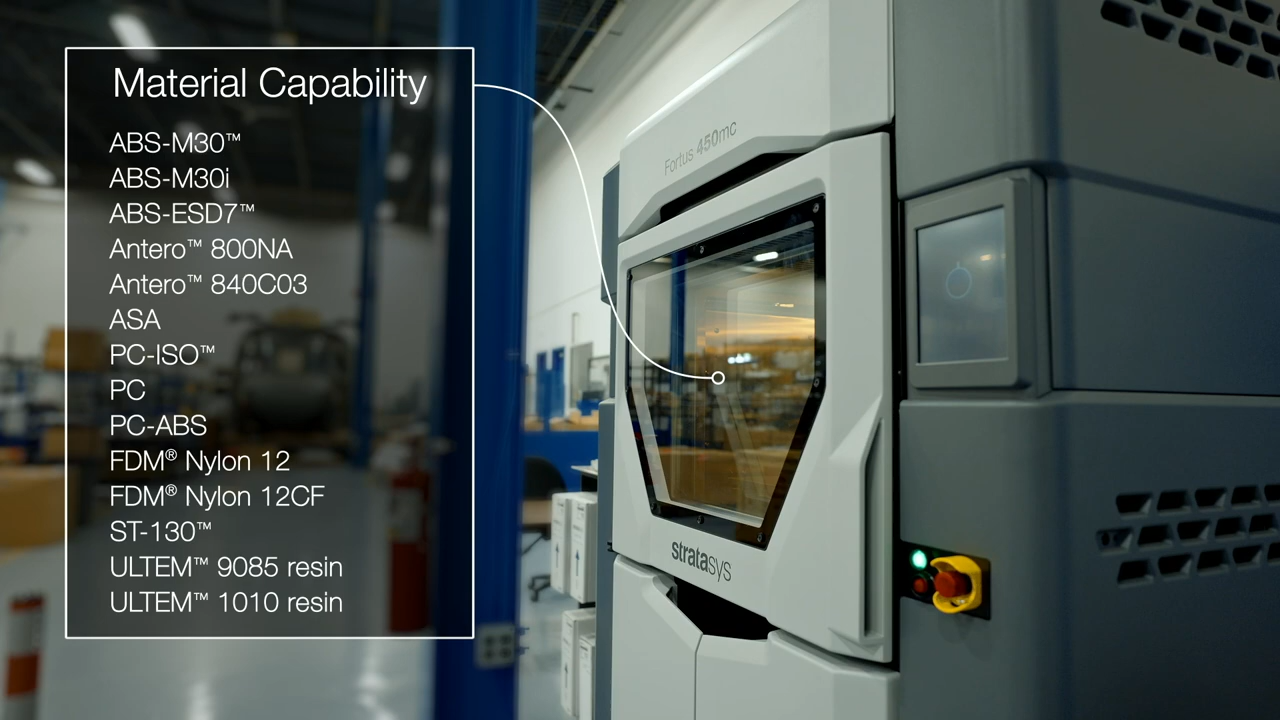 Material Capability
ABS-M30™
ABS-M30i
ABS-ESD7™
Antero™ 800NA
Antero™ 840C03
ASA
PC-ISO™
PC
PC-ABS
FDM® Nylon 12
FDM® Nylon 12CF
ST-130™
ULTEM™ 9085 resin
ULTEM™ 1010 resin
Fortus 450mc
stratasys